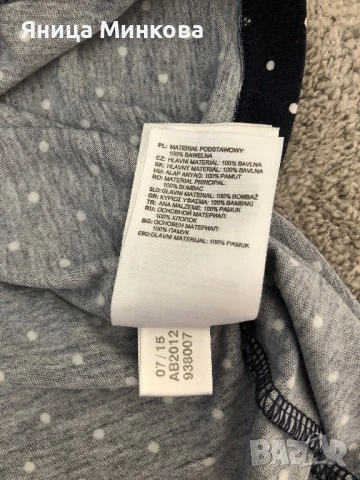 Яница Минкова
PL: MATERIAŁ PODSTAWOWY:
100% BAWEŁNA
CZ: HLAVNÍ MATERIÁL: 100% BAVLNA
SK: HLAVNÝ MATERIÁL: 100% BAVLNA
HU: ALAP ANYAG: 100% PAMUT
RO: MATERIAL PRINCIPAL:
100% BUMBAC
SLO: GLAVNI MATERIAL: 100% BOMBAŽ
GR: ΚΥΡΙΩΣ ΥΦΑΣΜΑ: 100% ΒΑΜΒΑΚΙ
TR: ANA MALZEME: 100% PAMUK
RU: ОСНОВНОЙ МАТЕРИАЛ:
100% ХЛОПОК
BG: ОСНОВЕН МАТЕРИАЛ:
100% ПАМУК
CRO: GLAVNI MATERIJAL: 100% PAMUK
07/15
AB2012
938007
BAZAR